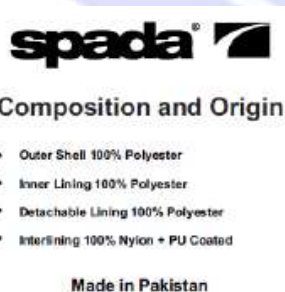 spada®
Composition and Origin
• Outer Shell 100% Polyester
• Inner Lining 100% Polyester
• Detachable Lining 100% Polyester
• Interlining 100% Nylon + PU Coated
Made in Pakistan